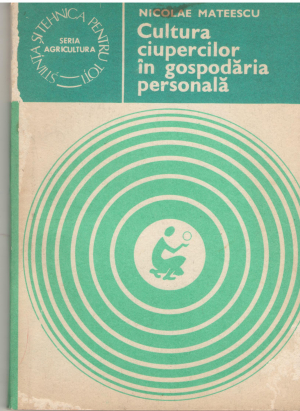 NICOLAE MATEESCU
Cultura
ciupercilor
în gospodăria
personală
ȘTIINȚA ȘI TEHNICA PENTRU TOȚI
SERIA
AGRICULTURA